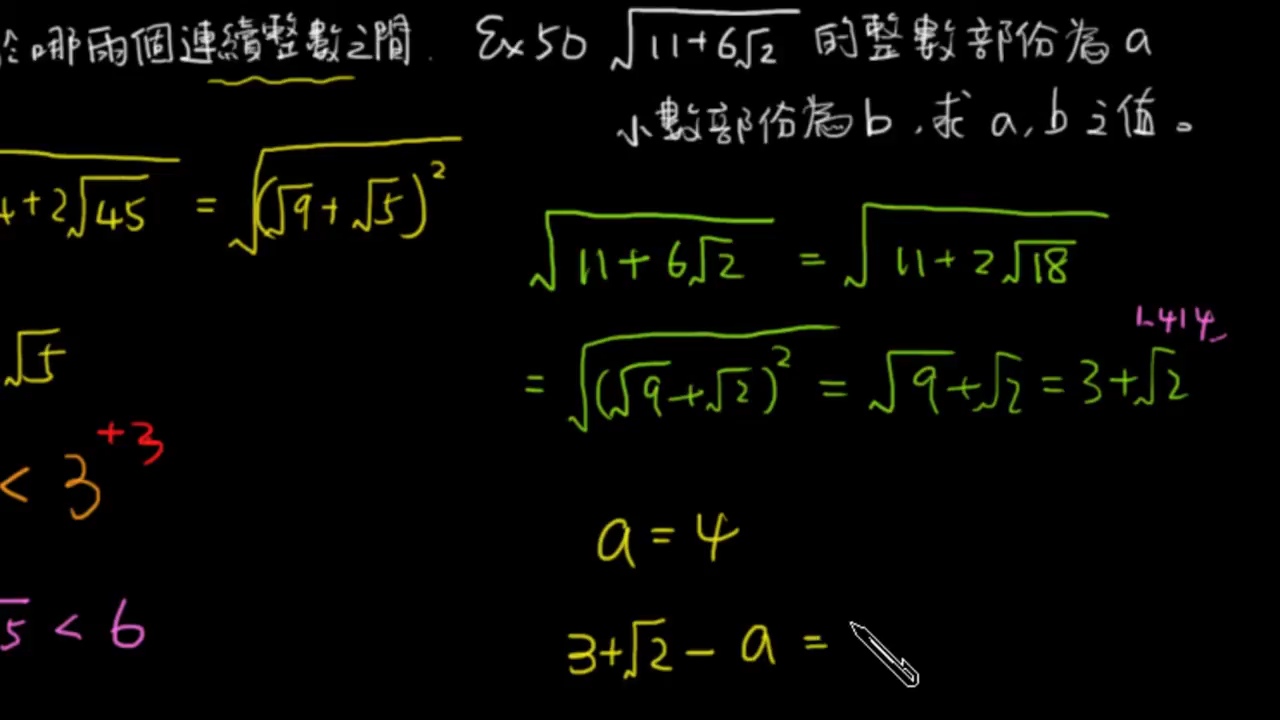 哪兩個連續整數之間.
4+2√45 = √((√9+√5)²)
√5
< 3 +3
√5 < 6
Ex50 √(11+6√2) 的整數部份為a
小數部份為b,求a,b之值。
√(11+6√2) = √(11+2√18)
= √((√9+√2)²) = √9+√2 = 3+√2
1.414
a = 4
3+√2 - a =